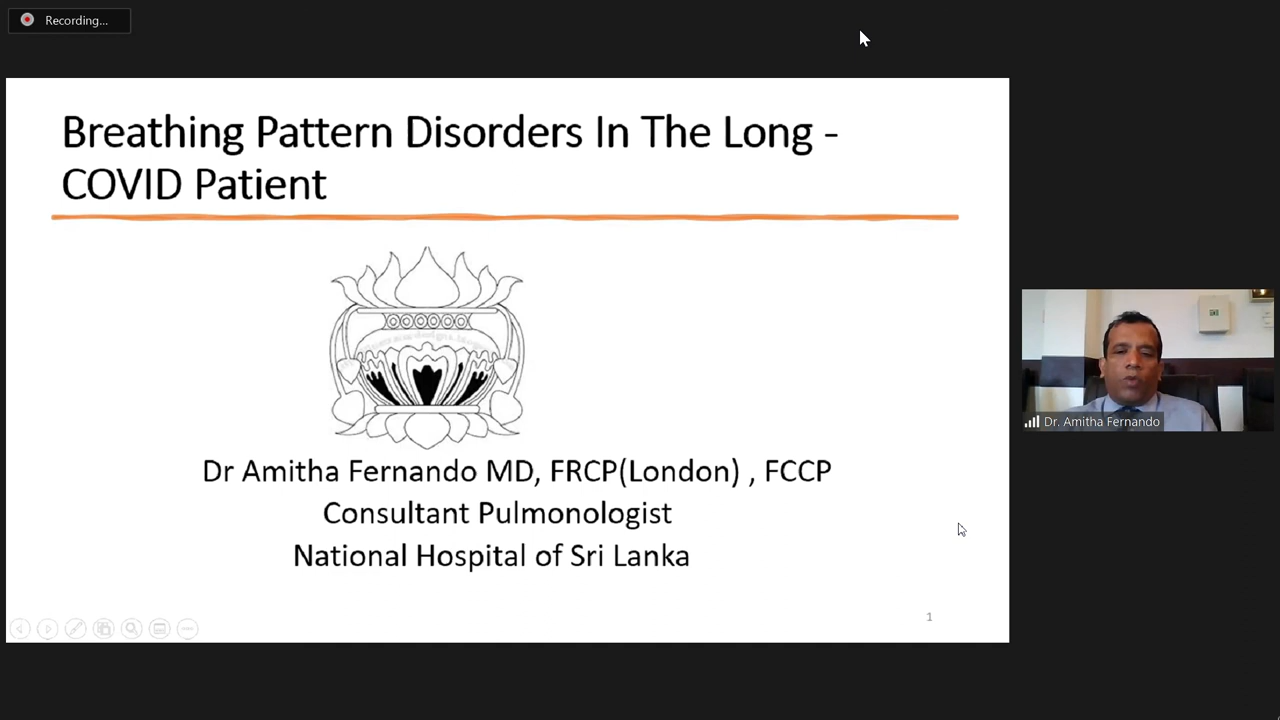 Recording...
Breathing Pattern Disorders In The Long -
COVID Patient
Dr Amitha Fernando MD, FRCP(London) , FCCP
Consultant Pulmonologist
National Hospital of Sri Lanka
1
Dr. Amitha Fernando